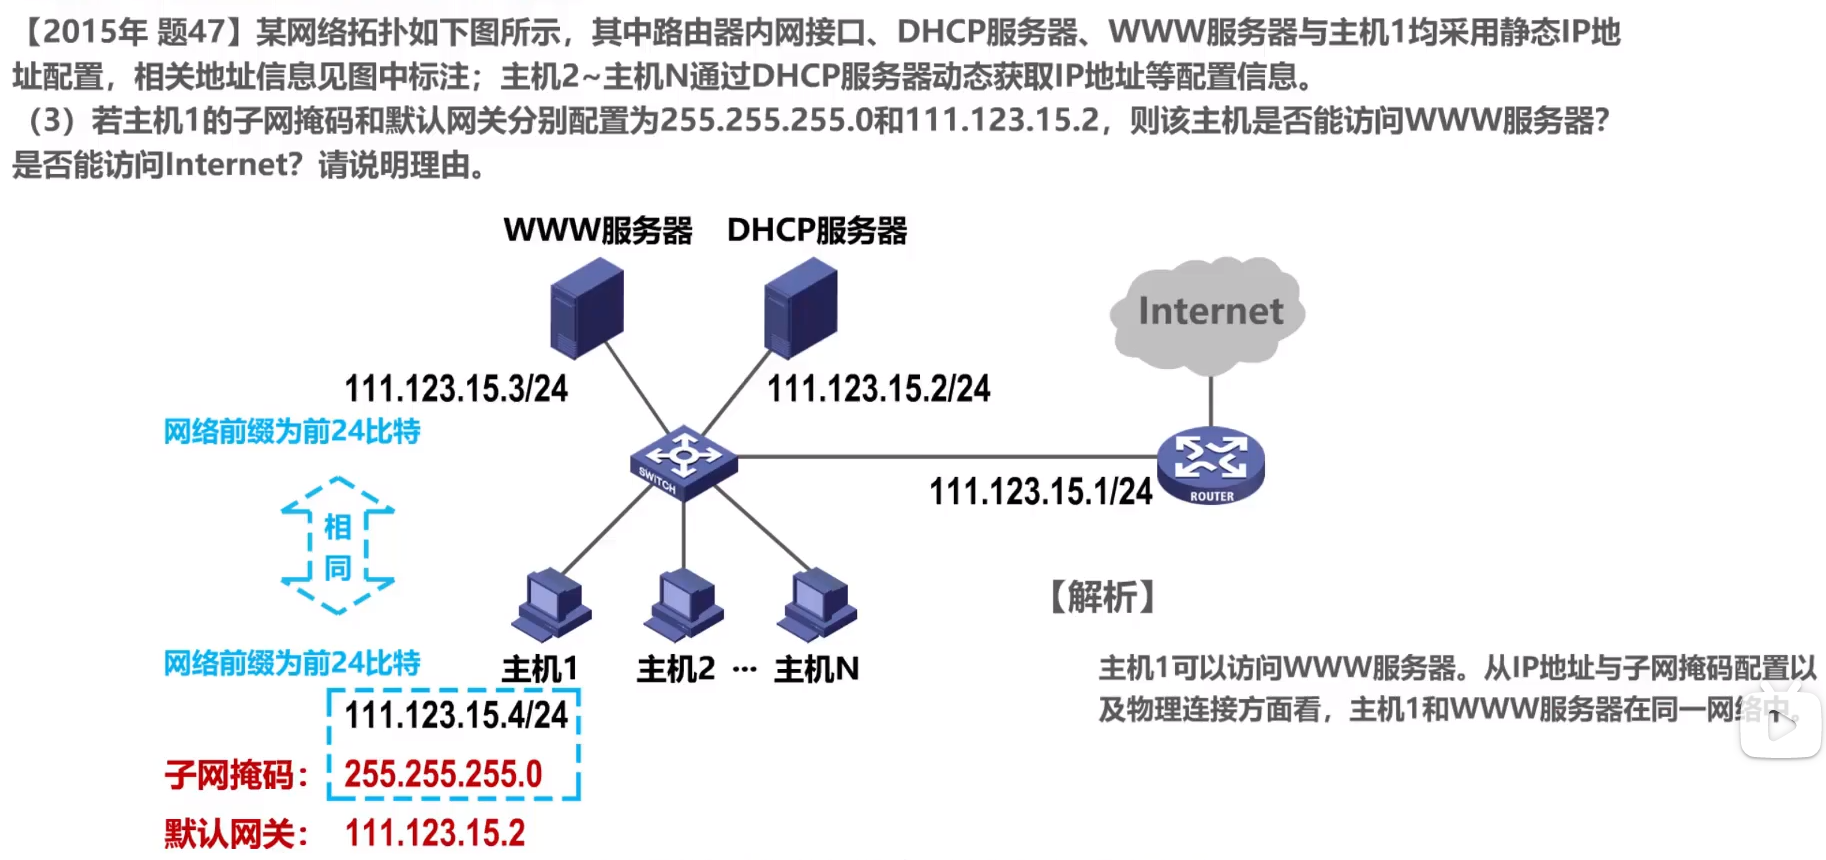 【2015年 题47】某网络拓扑如下图所示，其中路由器内网接口、DHCP服务器、WWW服务器与主机1均采用静态IP地
址配置，相关地址信息见图中标注；主机2~主机N通过DHCP服务器动态获取IP地址等配置信息。
（3）若主机1的子网掩码和默认网关分别配置为255.255.255.0和111.123.15.2，则该主机是否能访问WWW服务器？
是否能访问Internet？请说明理由。
WWW服务器 DHCP服务器
Internet
111.123.15.3/24 111.123.15.2/24
网络前缀为前24比特
SWITCH
111.123.15.1/24
ROUTER
相
同
【解析】
网络前缀为前24比特
主机1 主机2 ··· 主机N
主机1可以访问WWW服务器。从IP地址与子网掩码配置以
及物理连接方面看，主机1和WWW服务器在同一网络中。
111.123.15.4/24
子网掩码： 255.255.255.0
默认网关： 111.123.15.2